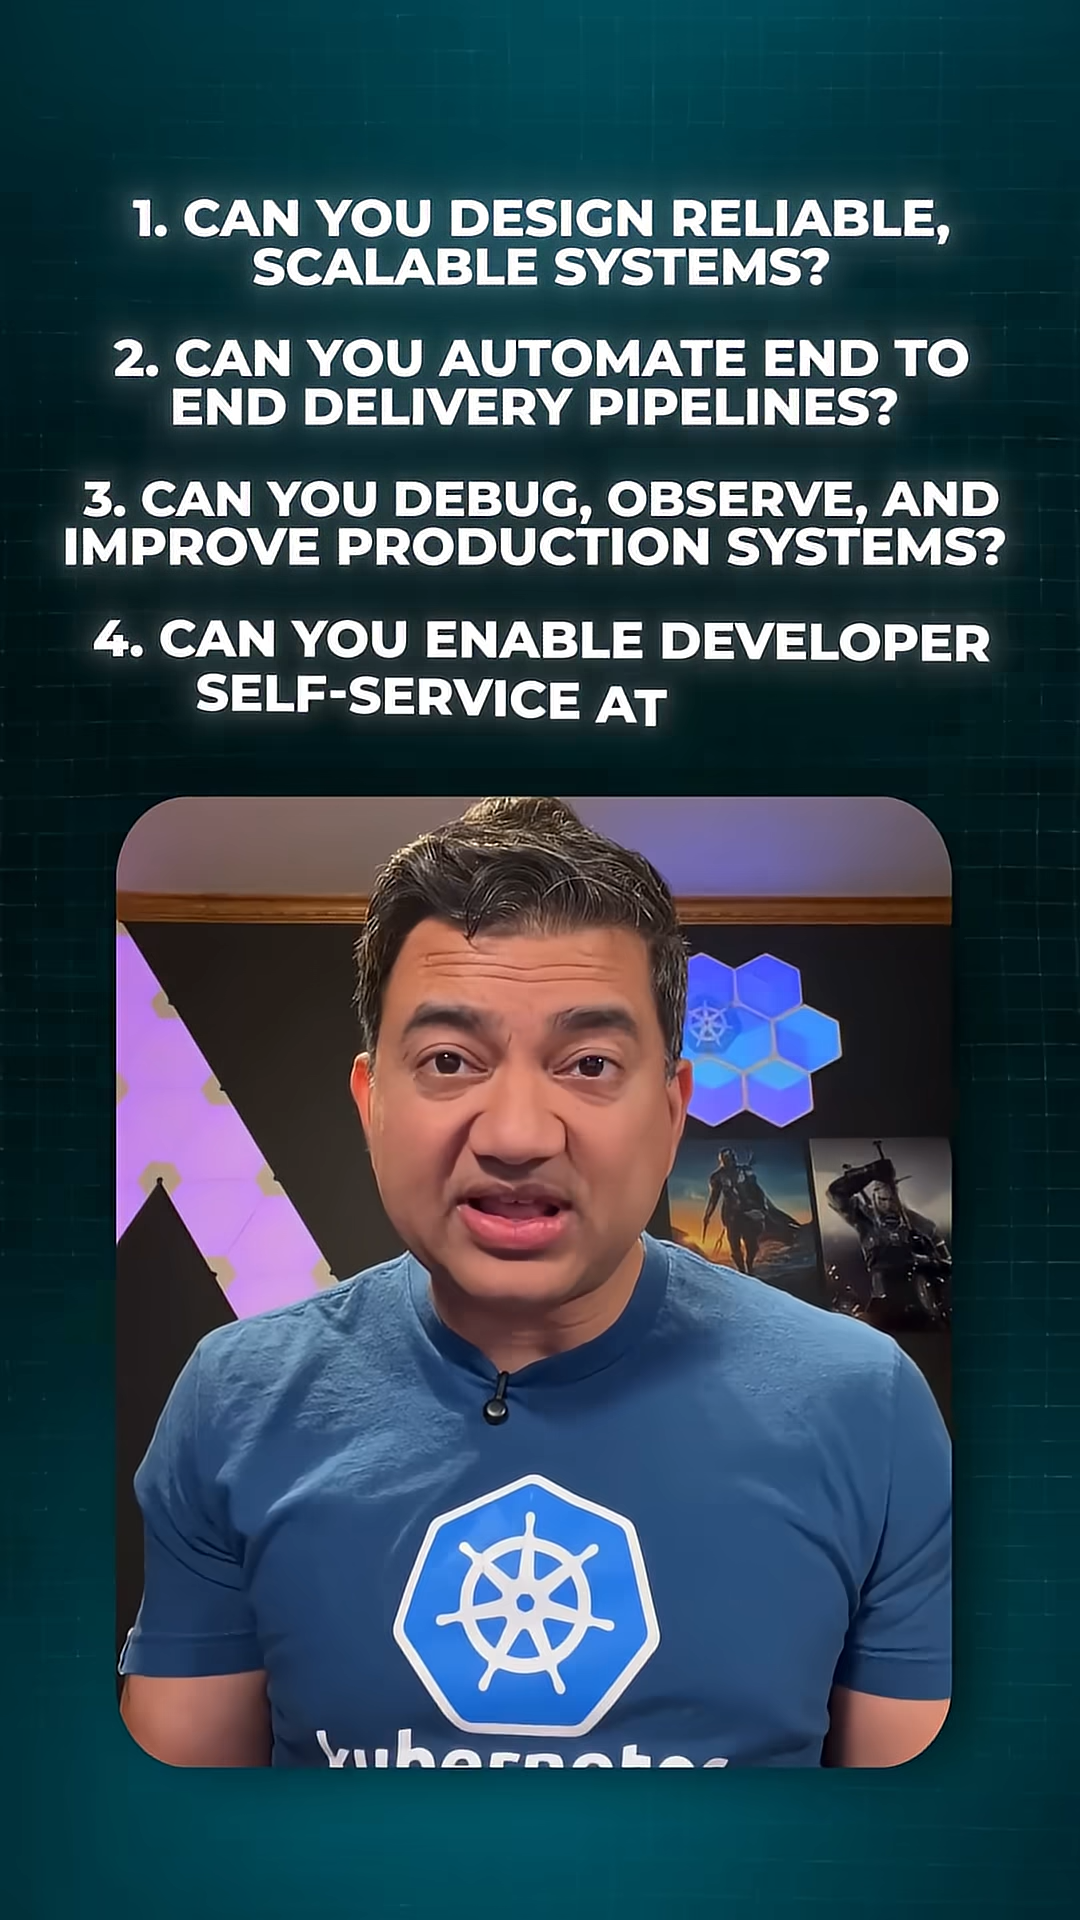 1. CAN YOU DESIGN RELIABLE,
SCALABLE SYSTEMS?
2. CAN YOU AUTOMATE END TO
END DELIVERY PIPELINES?
3. CAN YOU DEBUG, OBSERVE, AND
IMPROVE PRODUCTION SYSTEMS?
4. CAN YOU ENABLE DEVELOPER
SELF-SERVICE AT
kubernetes